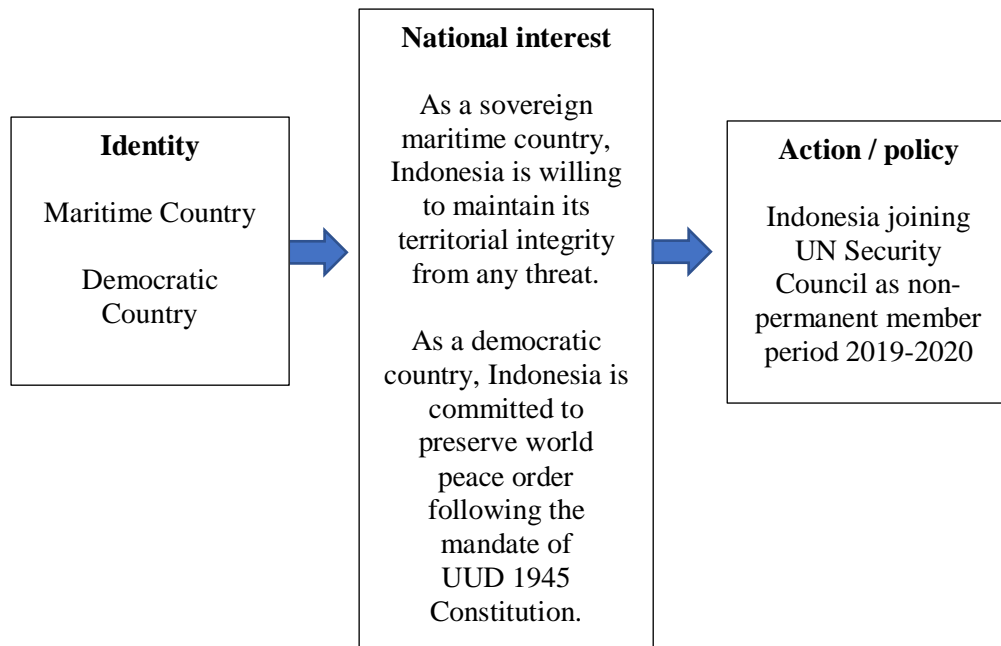 Identity
Maritime Country
Democratic
Country
National interest
As a sovereign
maritime country,
Indonesia is willing
to maintain its
territorial integrity
from any threat.
As a democratic
country, Indonesia is
committed to
preserve world
peace order
following the
mandate of
UUD 1945
Constitution.
Action / policy
Indonesia joining
UN Security
Council as non-
permanent member
period 2019-2020